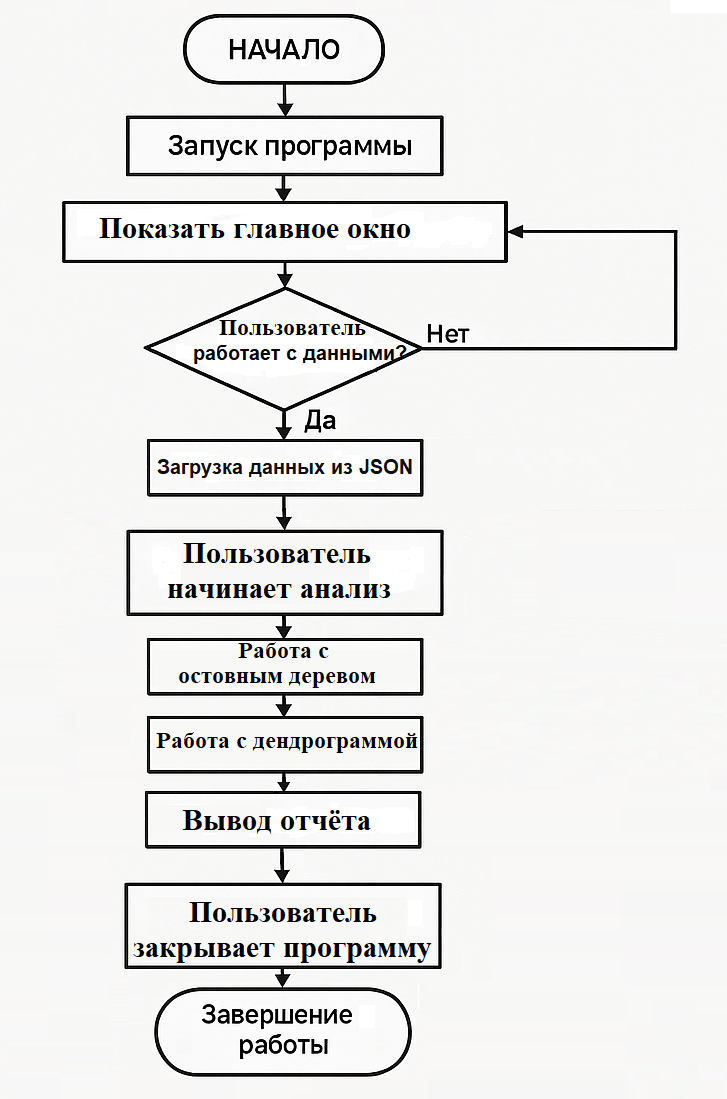 НАЧАЛО
Запуск программы
Показать главное окно
Пользователь
работает с данными?
Нет
Да
Загрузка данных из JSON
Пользователь
начинает анализ
Работа с
остовным деревом
Работа с дендрограммой
Вывод отчёта
Пользователь
закрывает программу
Завершение
работы